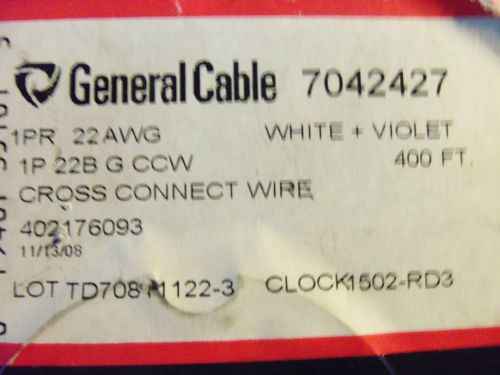 General Cable 7042427
1PR 22AWG WHITE + VIOLET
1P 22B G CCW 400 FT.
CROSS CONNECT WIRE
402176093
11/13/08
LOT CLOCK1502-RD3